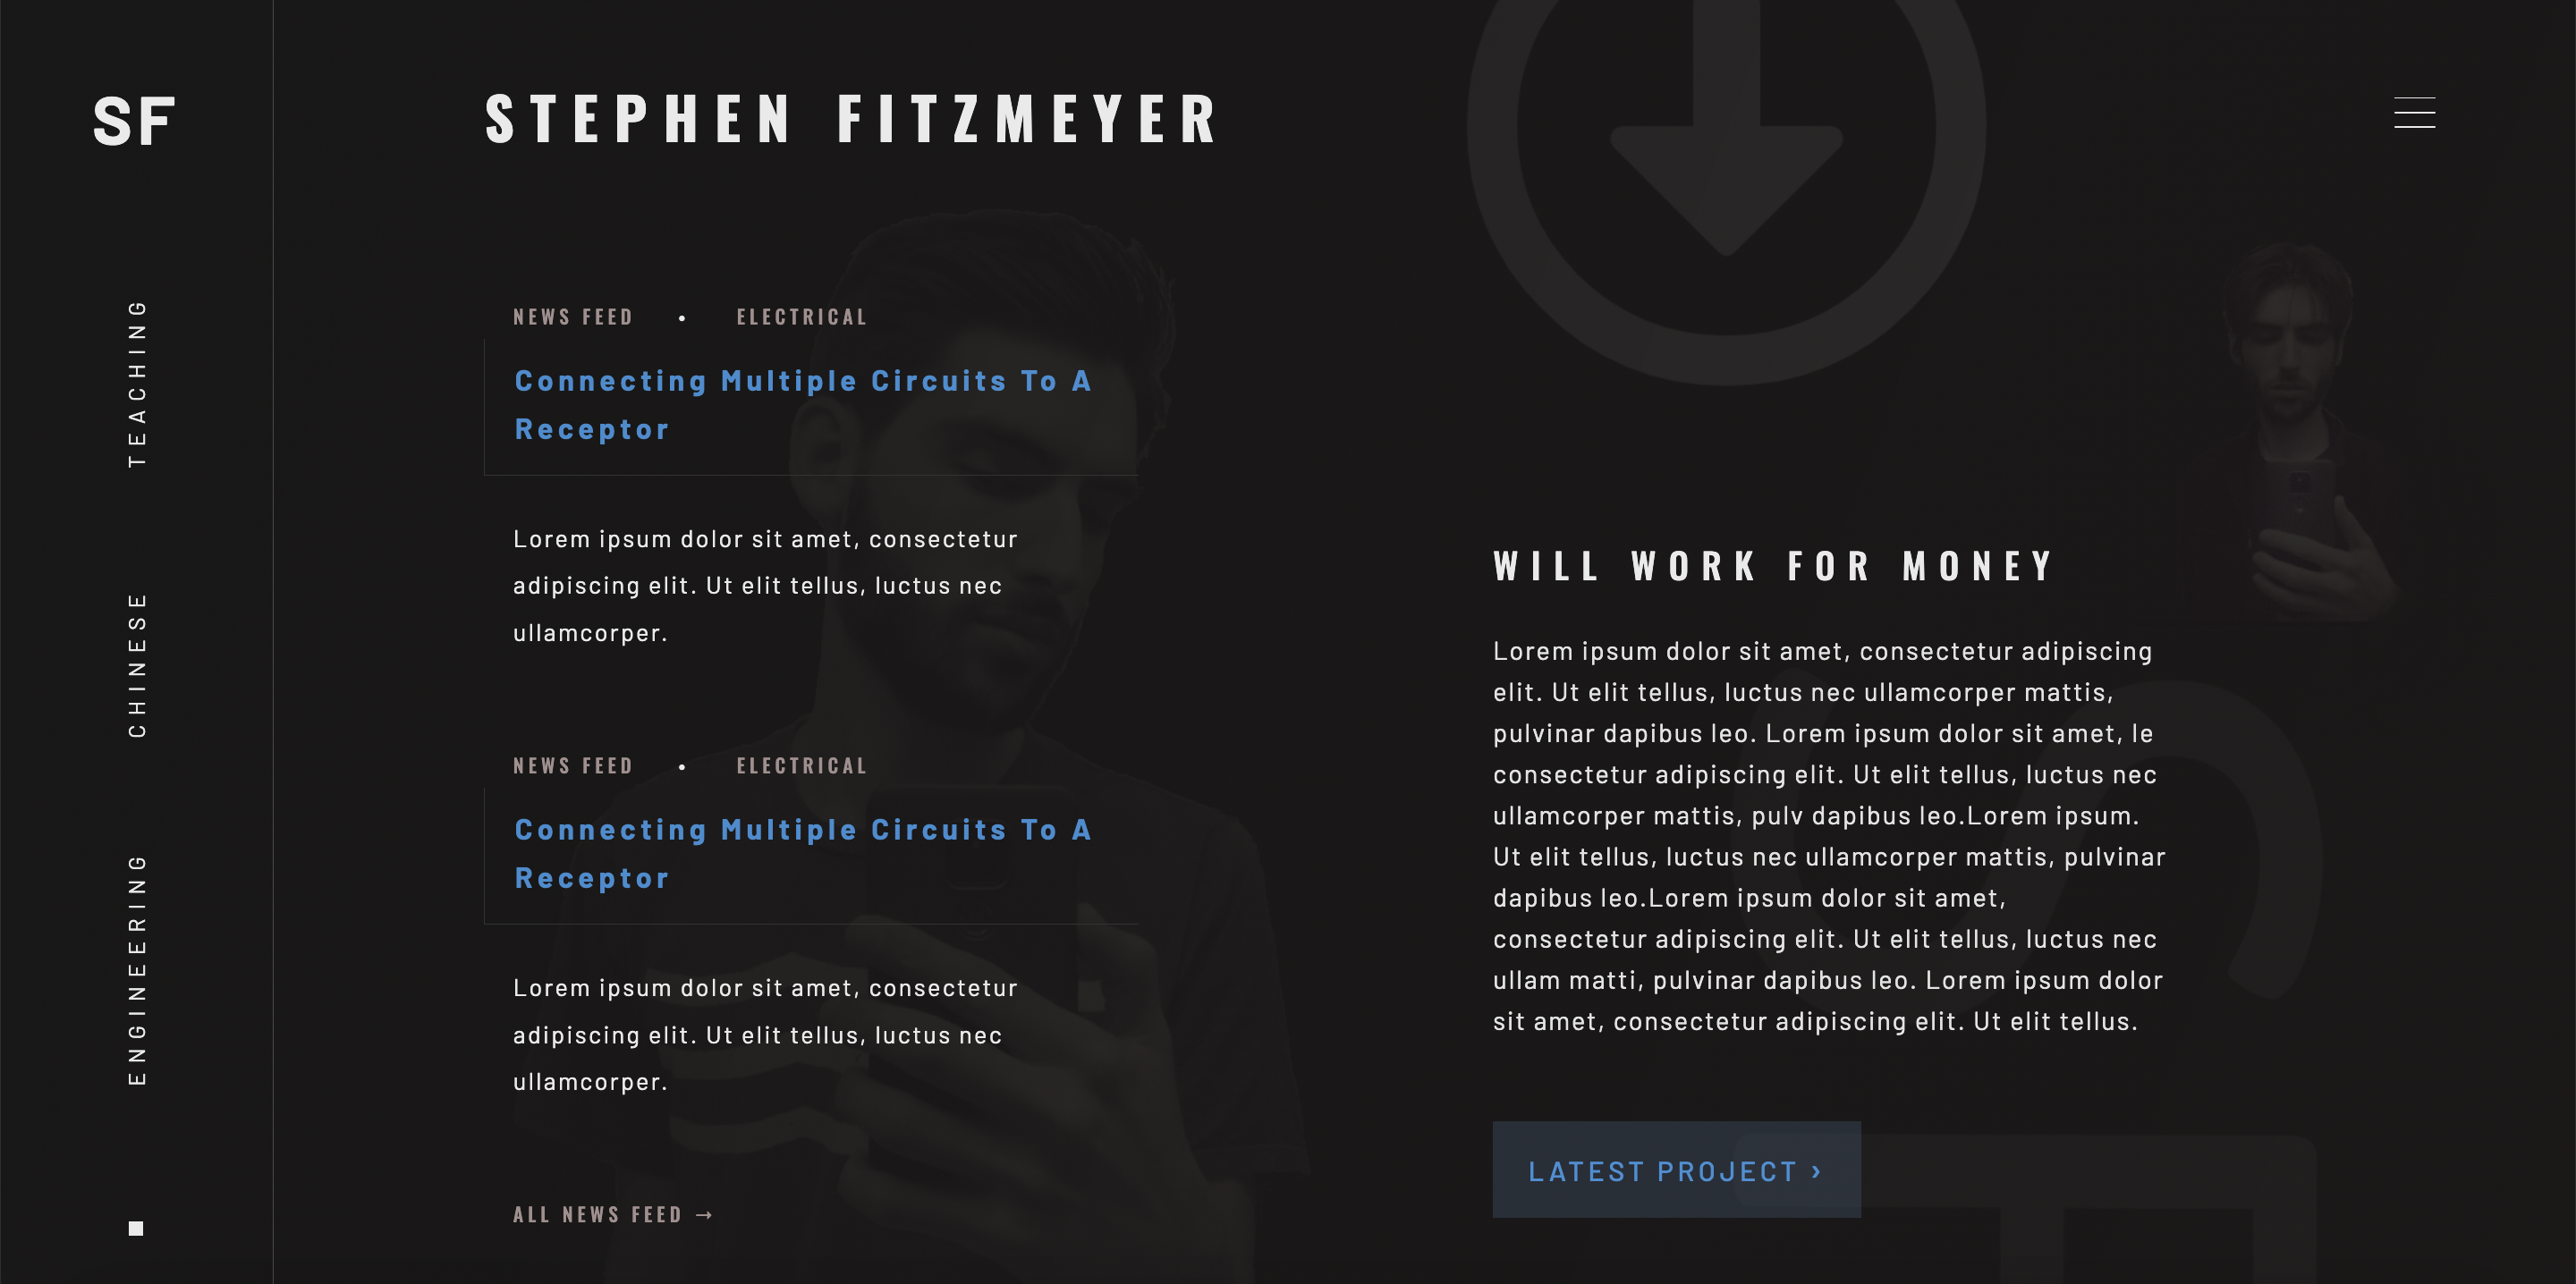 SF
STEPHEN FITZMEYER
TEACHING
CHINESE
ENGINEERING
NEWS FEED • ELECTRICAL
Connecting Multiple Circuits To A
Receptor
Lorem ipsum dolor sit amet, consectetur
adipiscing elit. Ut elit tellus, luctus nec
ullamcorper.
NEWS FEED • ELECTRICAL
Connecting Multiple Circuits To A
Receptor
Lorem ipsum dolor sit amet, consectetur
adipiscing elit. Ut elit tellus, luctus nec
ullamcorper.
ALL NEWS FEED →
WILL WORK FOR MONEY
Lorem ipsum dolor sit amet, consectetur adipiscing
elit. Ut elit tellus, luctus nec ullamcorper mattis,
pulvinar dapibus leo. Lorem ipsum dolor sit amet, le
consectetur adipiscing elit. Ut elit tellus, luctus nec
ullamcorper mattis, pulv dapibus leo.Lorem ipsum.
Ut elit tellus, luctus nec ullamcorper mattis, pulvinar
dapibus leo.Lorem ipsum dolor sit amet,
consectetur adipiscing elit. Ut elit tellus, luctus nec
ullam matti, pulvinar dapibus leo. Lorem ipsum dolor
sit amet, consectetur adipiscing elit. Ut elit tellus.
LATEST PROJECT ›